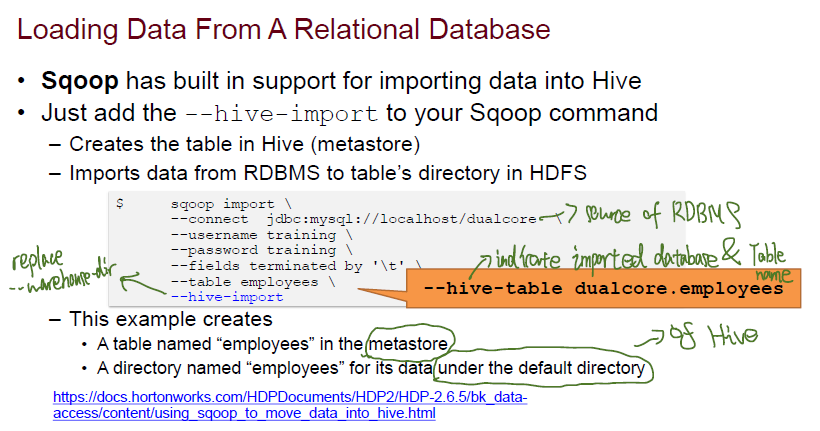 Loading Data From A Relational Database
• Sqoop has built in support for importing data into Hive
• Just add the --hive-import to your Sqoop command
– Creates the table in Hive (metastore)
– Imports data from RDBMS to table's directory in HDFS
$ sqoop import \
--connect jdbc:mysql://localhost/dualcore
source of RDBMS
--username training \
--password training \
--fields terminated by '\t' \
indicate imported database & Table name
--table employees \
--hive-import
replace
--warehouse-dir
--hive-table dualcore.employees
– This example creates
• A table named "employees" in the metastore
of Hive
• A directory named "employees" for its data under the default directory
https://docs.hortonworks.com/HDPDocuments/HDP2/HDP-2.6.5/bk_data-
access/content/using_sqoop_to_move_data_into_hive.html